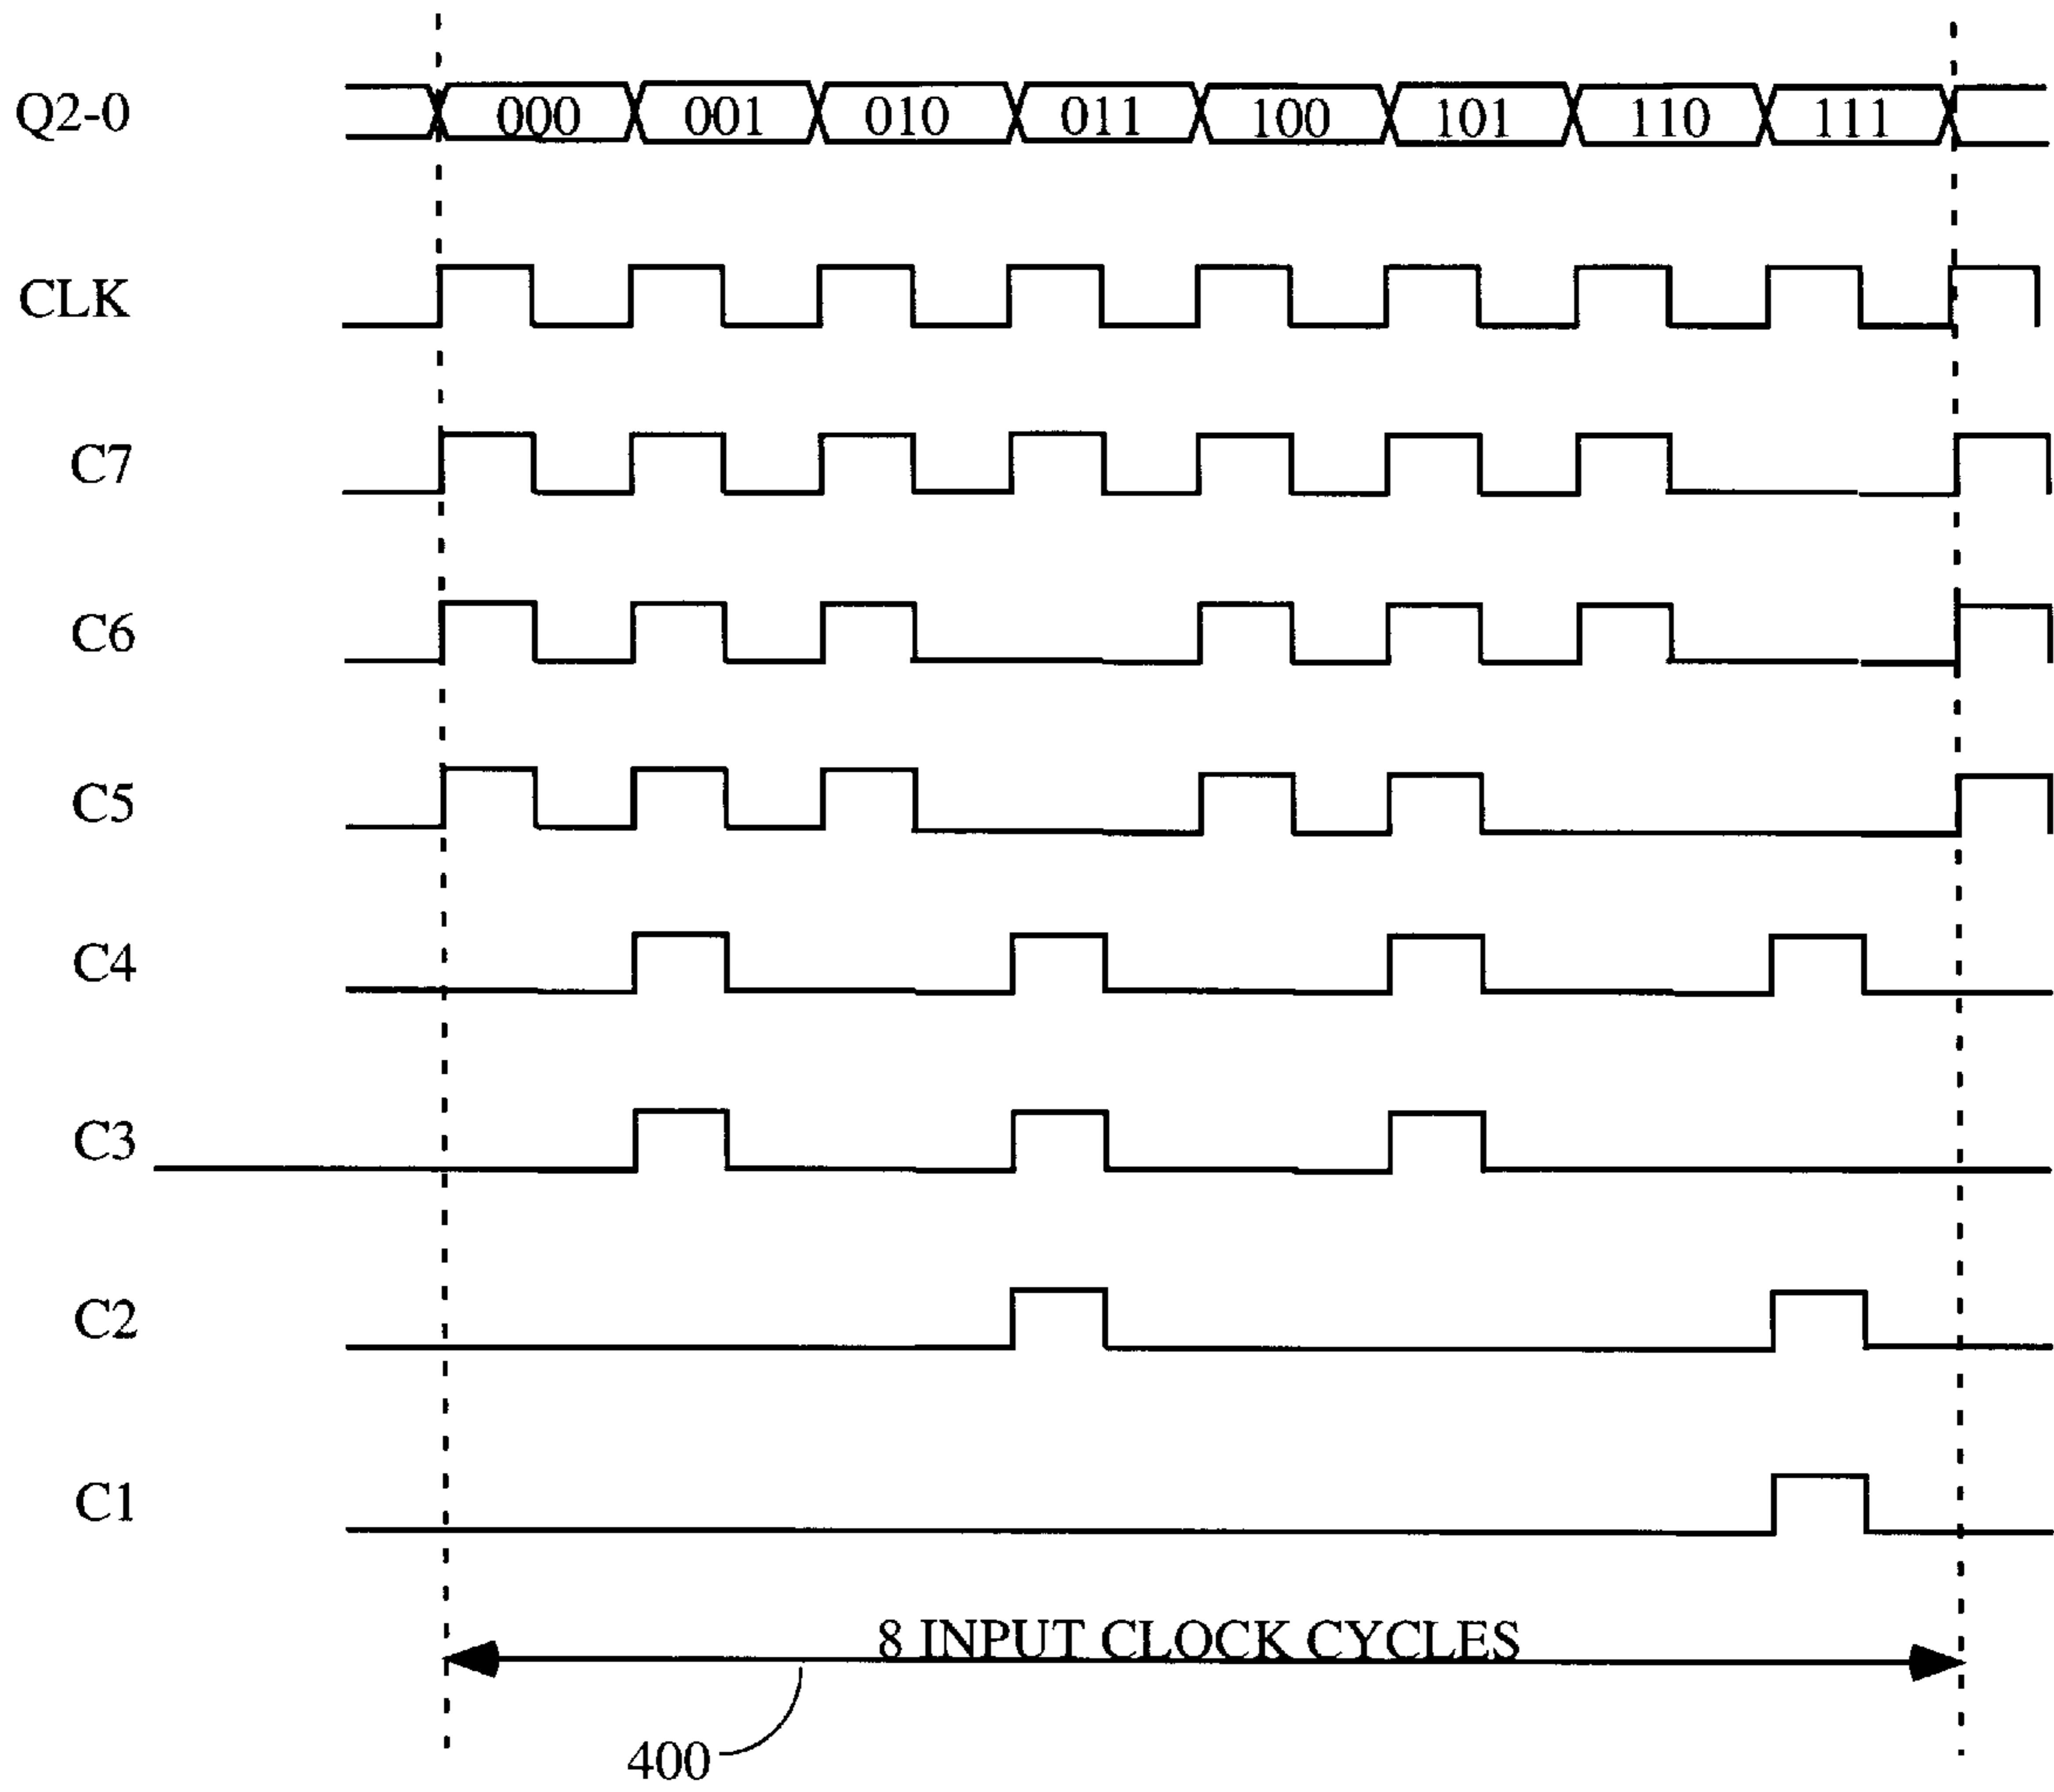 Q2-0 000 001 010 011 100 101 110 111
CLK
C7
C6
C5
C4
C3
C2
C1
8 INPUT CLOCK CYCLES
400